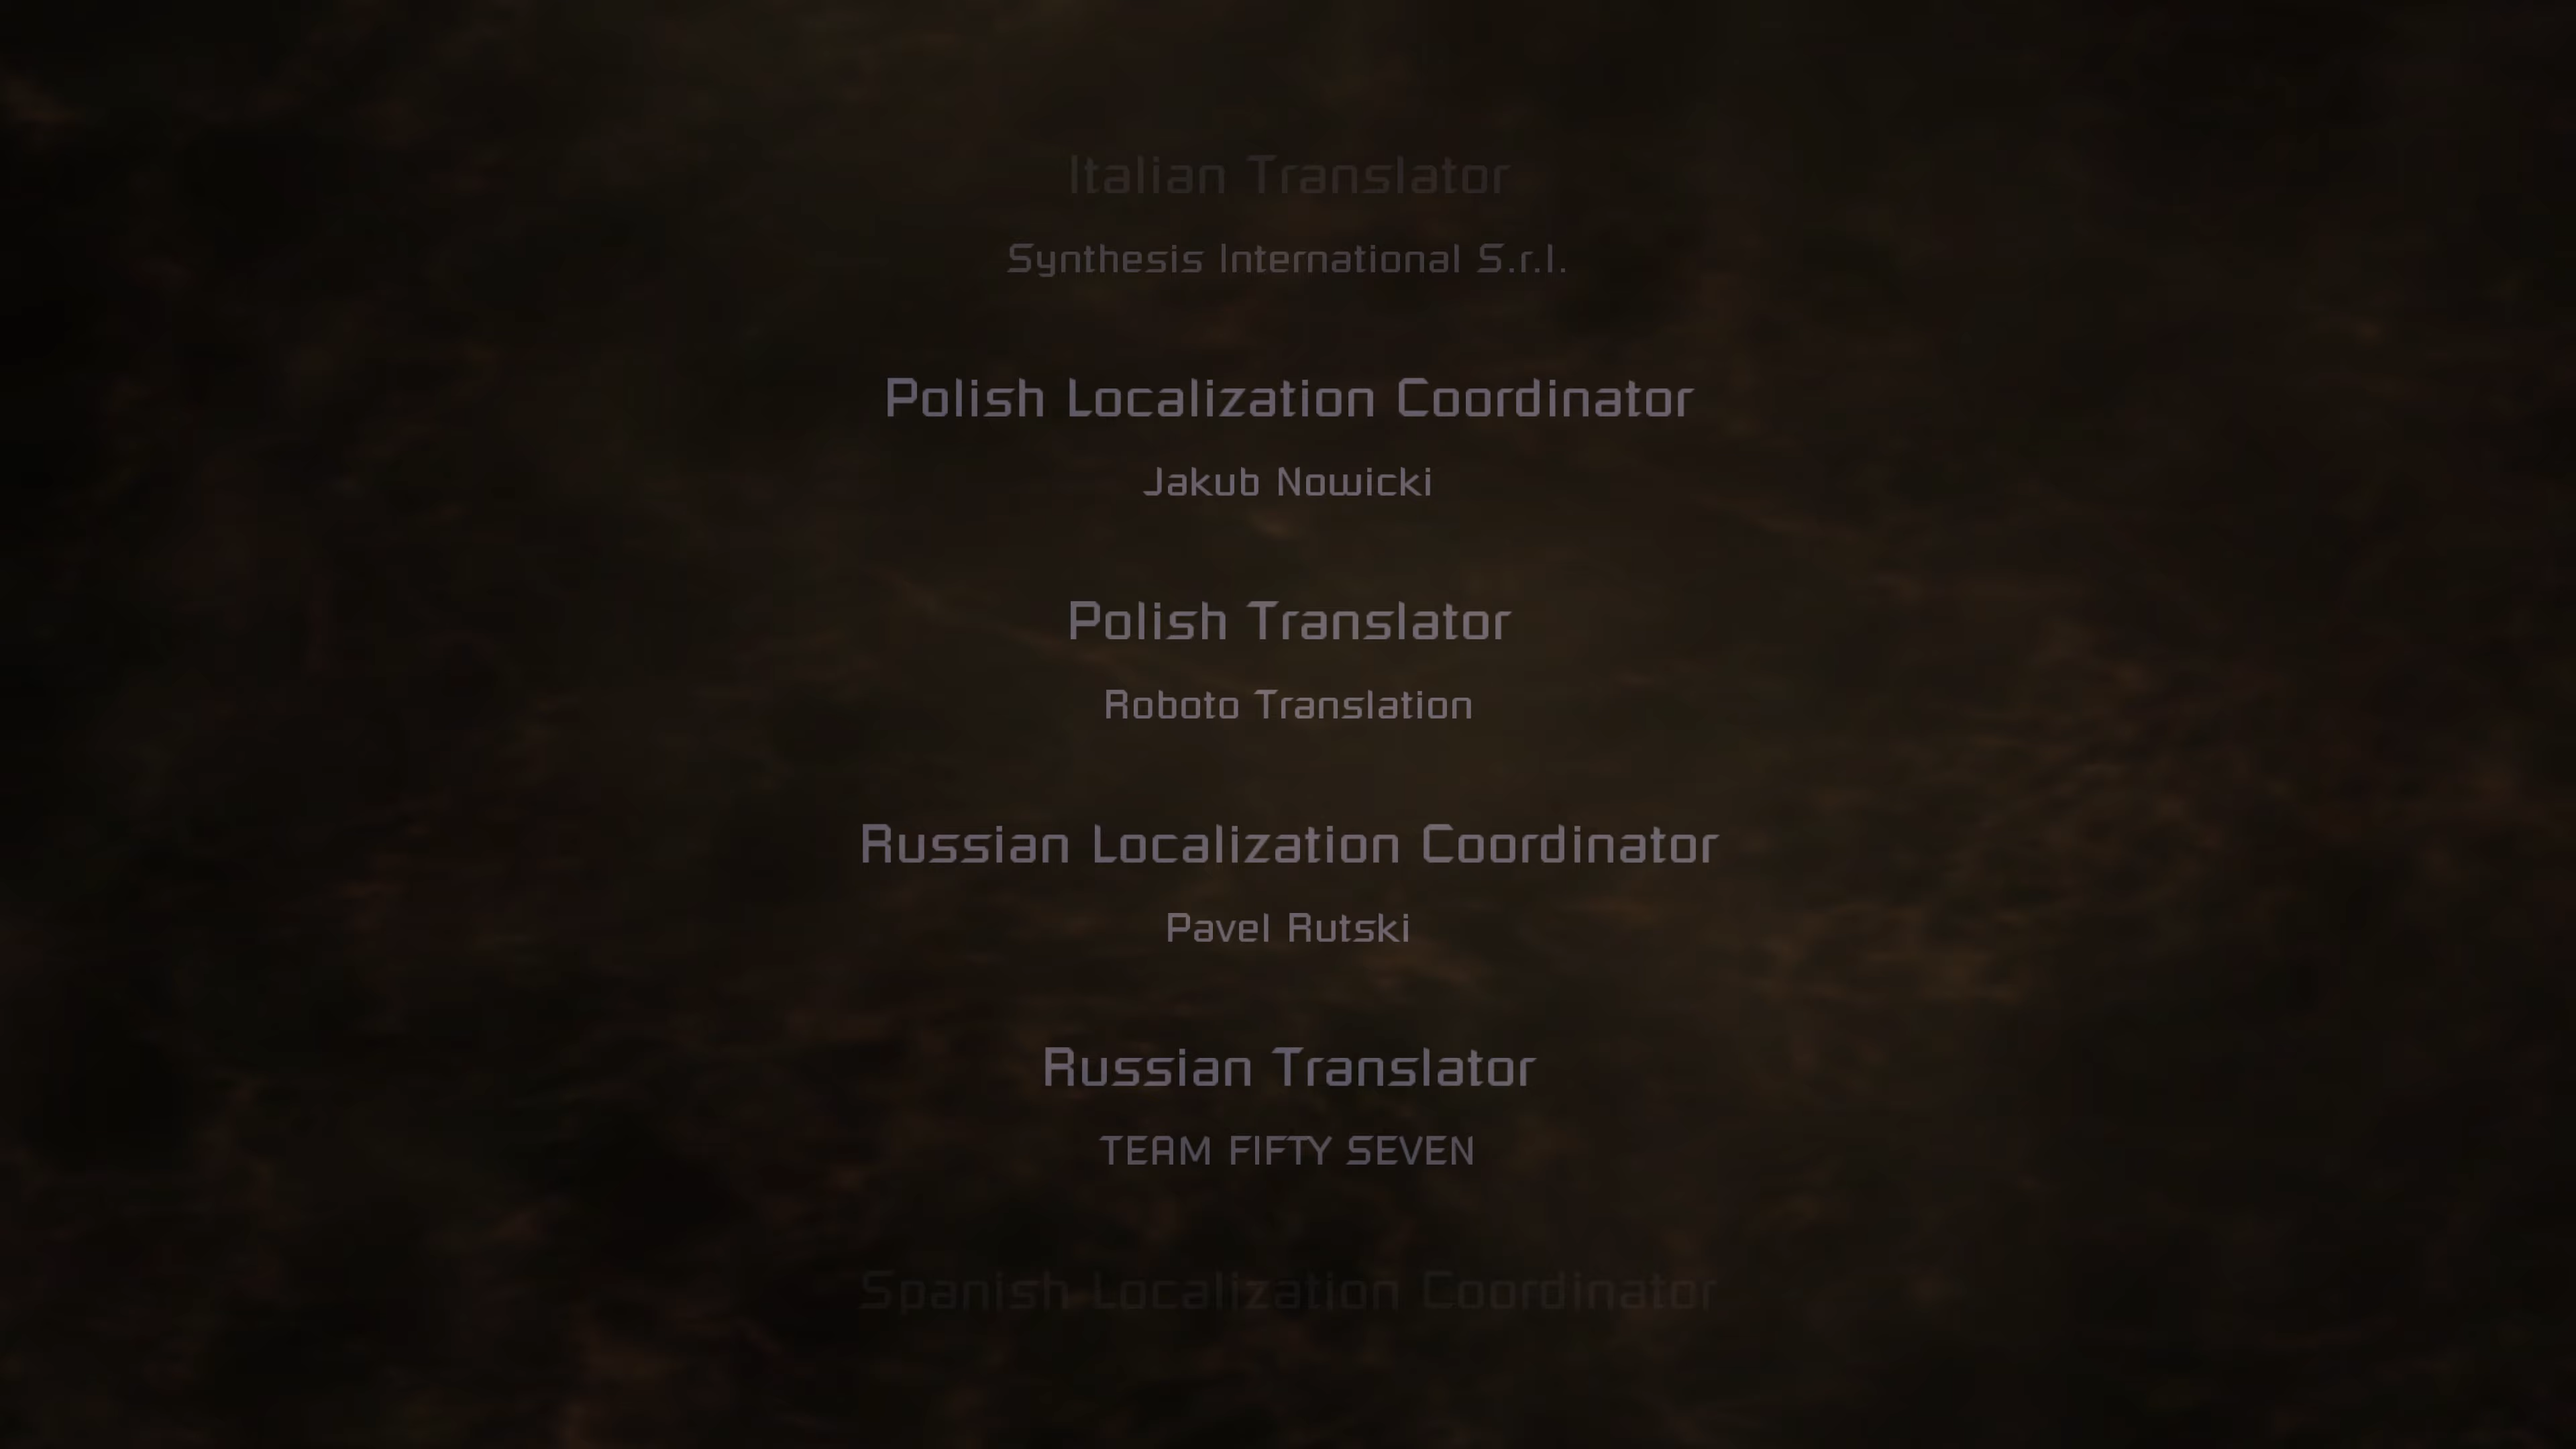 Italian Translator
Synthesis International S.r.l.
Polish Localization Coordinator
Jakub Nowicki
Polish Translator
Roboto Translation
Russian Localization Coordinator
Pavel Rutski
Russian Translator
TEAM FIFTY SEVEN
Spanish Localization Coordinator